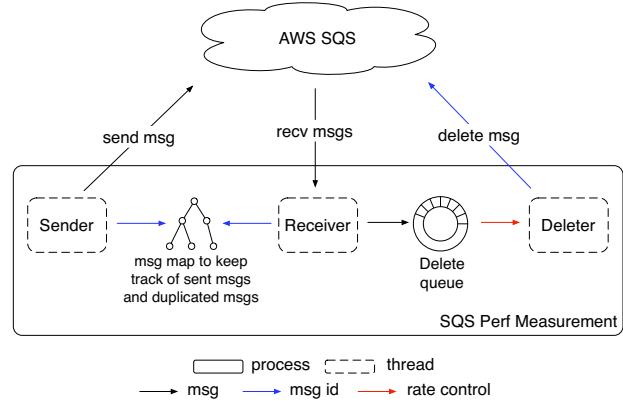 AWS SQS
send msg
recv msgs
delete msg
Sender
Receiver
Deleter
msg map to keep
track of sent msgs
and duplicated msgs
Delete
queue
SQS Perf Measurement
process
thread
msg
msg id
rate control